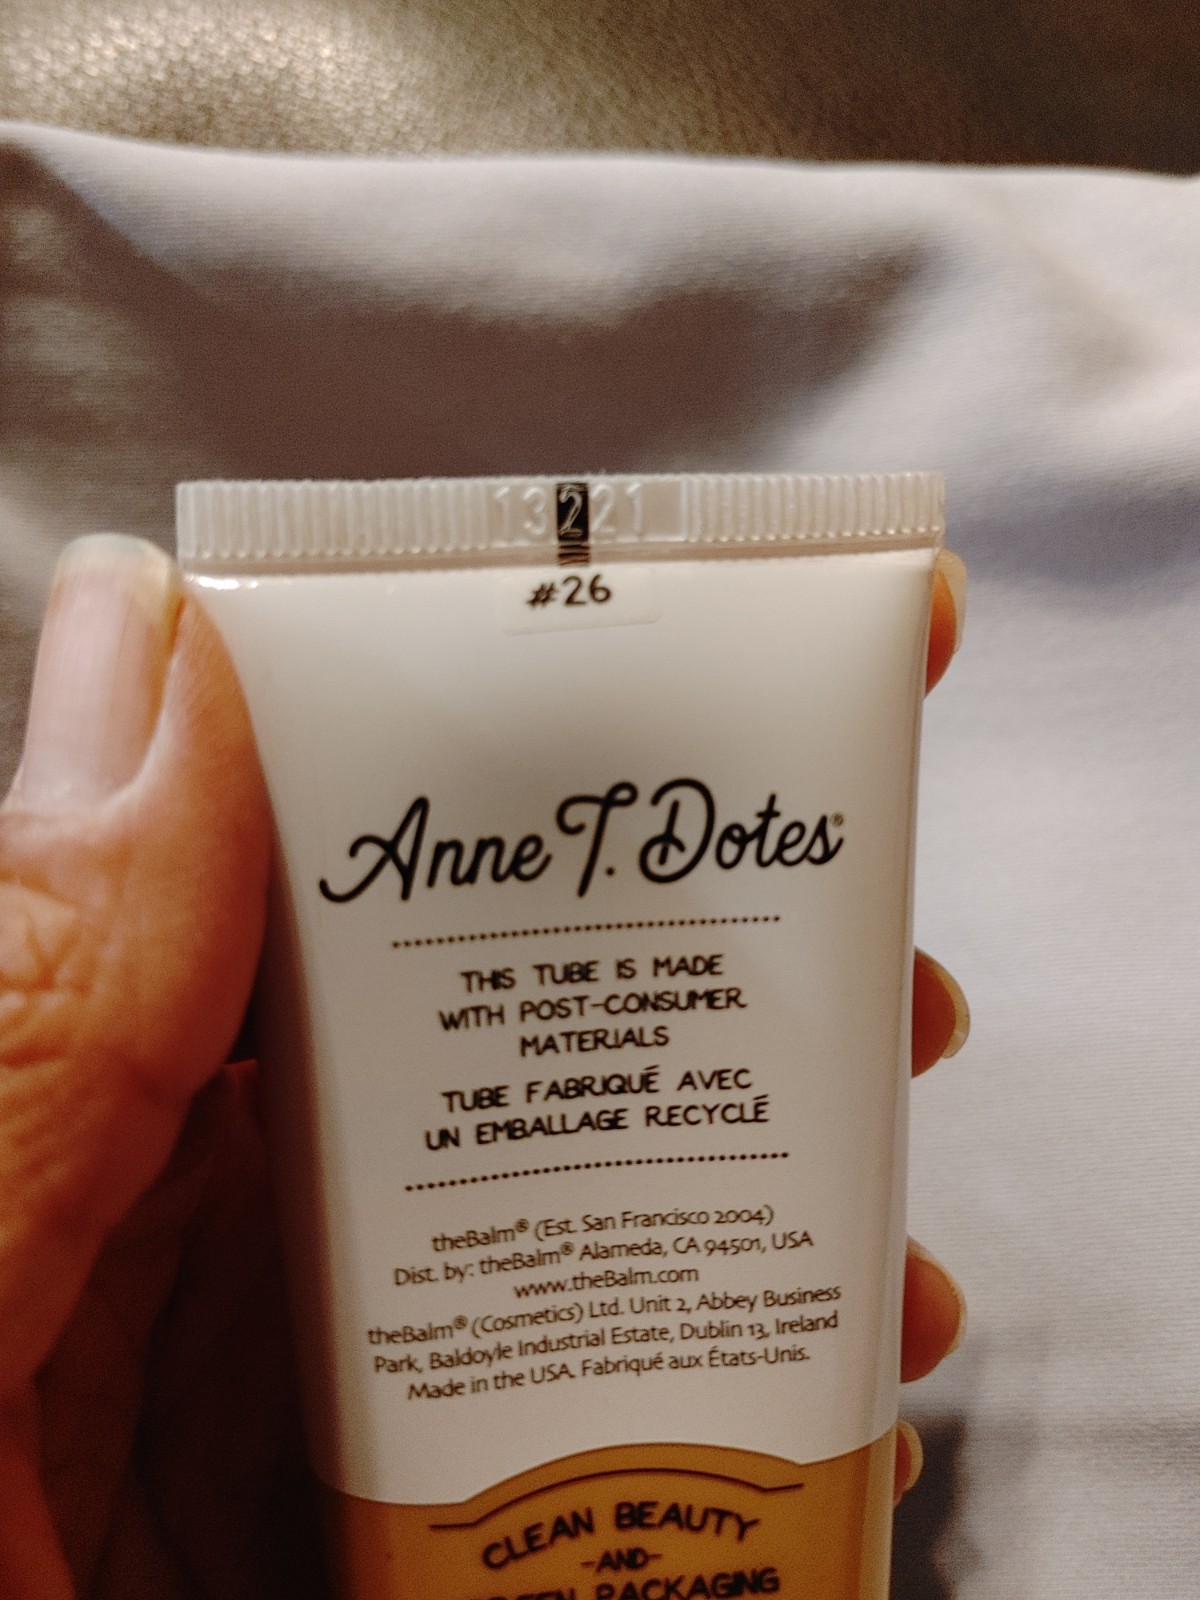 13221
#26
Anne T. Dotes®
THIS TUBE IS MADE
WITH POST-CONSUMER
MATERIALS
TUBE FABRIQUÉ AVEC
UN EMBALLAGE RECYCLÉ
theBalm® (Est. San Francisco 2004)
Dist. by: theBalm® Alameda, CA 94501, USA
www.theBalm.com
theBalm® (Cosmetics) Ltd. Unit 2, Abbey Business
Park, Baldoyle Industrial Estate, Dublin 13, Ireland
Made in the USA. Fabriqué aux États-Unis.
CLEAN BEAUTY
-AND-
PACKAGING